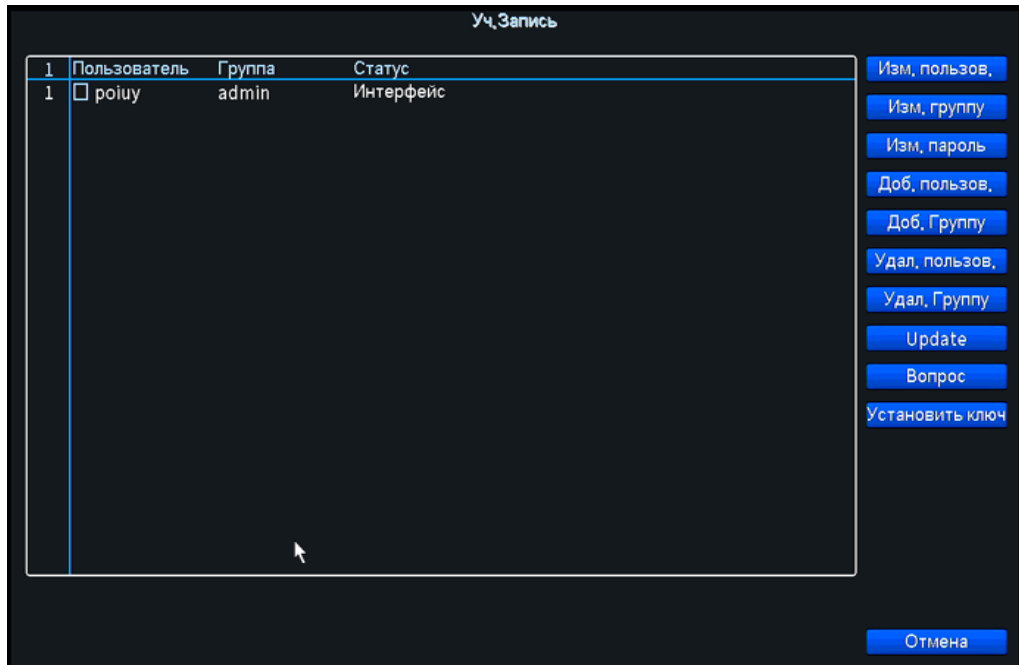 Уч.Запись
1 Пользователь Группа Статус
1 poiuy admin Интерфейс
Изм. пользов.
Изм. группу
Изм. пароль
Доб. пользов.
Доб. Группу
Удал. пользов.
Удал. Группу
Update
Вопрос
Установить ключ
Отмена